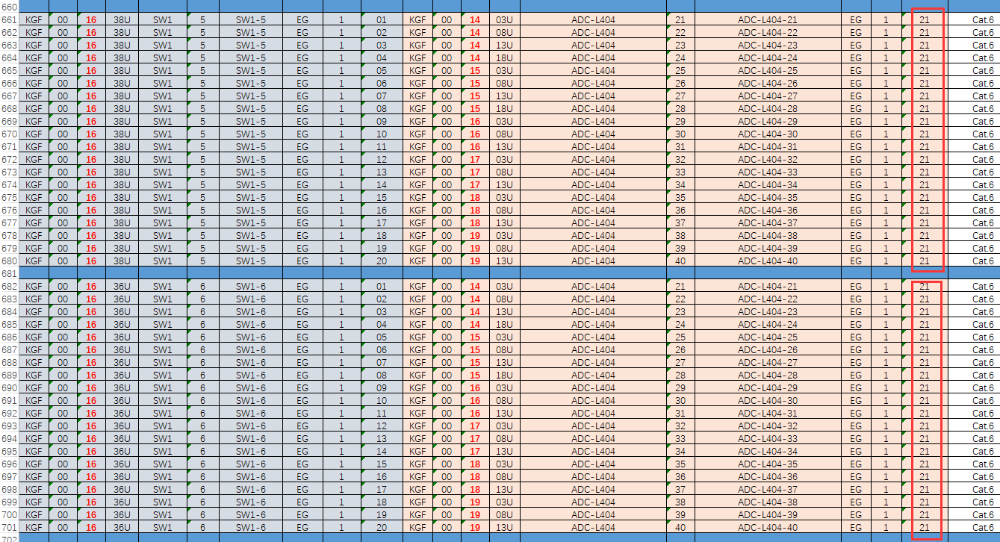 660
661 KGF 00 16 38U SW1 5 SW1-5 EG 1 01 KGF 00 14 03U ADC-L404 21 ADC-L404-21 EG 1 21 Cat.6
662 KGF 00 16 38U SW1 5 SW1-5 EG 1 02 KGF 00 14 08U ADC-L404 22 ADC-L404-22 EG 1 21 Cat.6
663 KGF 00 16 38U SW1 5 SW1-5 EG 1 03 KGF 00 14 13U ADC-L404 23 ADC-L404-23 EG 1 21 Cat.6
664 KGF 00 16 38U SW1 5 SW1-5 EG 1 04 KGF 00 14 18U ADC-L404 24 ADC-L404-24 EG 1 21 Cat.6
665 KGF 00 16 38U SW1 5 SW1-5 EG 1 05 KGF 00 15 03U ADC-L404 25 ADC-L404-25 EG 1 21 Cat.6
666 KGF 00 16 38U SW1 5 SW1-5 EG 1 06 KGF 00 15 08U ADC-L404 26 ADC-L404-26 EG 1 21 Cat.6
667 KGF 00 16 38U SW1 5 SW1-5 EG 1 07 KGF 00 15 13U ADC-L404 27 ADC-L404-27 EG 1 21 Cat.6
668 KGF 00 16 38U SW1 5 SW1-5 EG 1 08 KGF 00 15 18U ADC-L404 28 ADC-L404-28 EG 1 21 Cat.6
669 KGF 00 16 38U SW1 5 SW1-5 EG 1 09 KGF 00 16 03U ADC-L404 29 ADC-L404-29 EG 1 21 Cat.6
670 KGF 00 16 38U SW1 5 SW1-5 EG 1 10 KGF 00 16 08U ADC-L404 30 ADC-L404-30 EG 1 21 Cat.6
671 KGF 00 16 38U SW1 5 SW1-5 EG 1 11 KGF 00 16 13U ADC-L404 31 ADC-L404-31 EG 1 21 Cat.6
672 KGF 00 16 38U SW1 5 SW1-5 EG 1 12 KGF 00 17 03U ADC-L404 32 ADC-L404-32 EG 1 21 Cat.6
673 KGF 00 16 38U SW1 5 SW1-5 EG 1 13 KGF 00 17 08U ADC-L404 33 ADC-L404-33 EG 1 21 Cat.6
674 KGF 00 16 38U SW1 5 SW1-5 EG 1 14 KGF 00 17 13U ADC-L404 34 ADC-L404-34 EG 1 21 Cat.6
675 KGF 00 16 38U SW1 5 SW1-5 EG 1 15 KGF 00 18 03U ADC-L404 35 ADC-L404-35 EG 1 21 Cat.6
676 KGF 00 16 38U SW1 5 SW1-5 EG 1 16 KGF 00 18 08U ADC-L404 36 ADC-L404-36 EG 1 21 Cat.6
677 KGF 00 16 38U SW1 5 SW1-5 EG 1 17 KGF 00 18 13U ADC-L404 37 ADC-L404-37 EG 1 21 Cat.6
678 KGF 00 16 38U SW1 5 SW1-5 EG 1 18 KGF 00 19 03U ADC-L404 38 ADC-L404-38 EG 1 21 Cat.6
679 KGF 00 16 38U SW1 5 SW1-5 EG 1 19 KGF 00 19 08U ADC-L404 39 ADC-L404-39 EG 1 21 Cat.6
680 KGF 00 16 38U SW1 5 SW1-5 EG 1 20 KGF 00 19 13U ADC-L404 40 ADC-L404-40 EG 1 21 Cat.6
681
682 KGF 00 16 36U SW1 6 SW1-6 EG 1 01 KGF 00 14 03U ADC-L404 21 ADC-L404-21 EG 1 21 Cat.6
683 KGF 00 16 36U SW1 6 SW1-6 EG 1 02 KGF 00 14 08U ADC-L404 22 ADC-L404-22 EG 1 21 Cat.6
684 KGF 00 16 36U SW1 6 SW1-6 EG 1 03 KGF 00 14 13U ADC-L404 23 ADC-L404-23 EG 1 21 Cat.6
685 KGF 00 16 36U SW1 6 SW1-6 EG 1 04 KGF 00 14 18U ADC-L404 24 ADC-L404-24 EG 1 21 Cat.6
686 KGF 00 16 36U SW1 6 SW1-6 EG 1 05 KGF 00 15 03U ADC-L404 25 ADC-L404-25 EG 1 21 Cat.6
687 KGF 00 16 36U SW1 6 SW1-6 EG 1 06 KGF 00 15 08U ADC-L404 26 ADC-L404-26 EG 1 21 Cat.6
688 KGF 00 16 36U SW1 6 SW1-6 EG 1 07 KGF 00 15 13U ADC-L404 27 ADC-L404-27 EG 1 21 Cat.6
689 KGF 00 16 36U SW1 6 SW1-6 EG 1 08 KGF 00 15 18U ADC-L404 28 ADC-L404-28 EG 1 21 Cat.6
690 KGF 00 16 36U SW1 6 SW1-6 EG 1 09 KGF 00 16 03U ADC-L404 29 ADC-L404-29 EG 1 21 Cat.6
691 KGF 00 16 36U SW1 6 SW1-6 EG 1 10 KGF 00 16 08U ADC-L404 30 ADC-L404-30 EG 1 21 Cat.6
692 KGF 00 16 36U SW1 6 SW1-6 EG 1 11 KGF 00 16 13U ADC-L404 31 ADC-L404-31 EG 1 21 Cat.6
693 KGF 00 16 36U SW1 6 SW1-6 EG 1 12 KGF 00 17 03U ADC-L404 32 ADC-L404-32 EG 1 21 Cat.6
694 KGF 00 16 36U SW1 6 SW1-6 EG 1 13 KGF 00 17 08U ADC-L404 33 ADC-L404-33 EG 1 21 Cat.6
695 KGF 00 16 36U SW1 6 SW1-6 EG 1 14 KGF 00 17 13U ADC-L404 34 ADC-L404-34 EG 1 21 Cat.6
696 KGF 00 16 36U SW1 6 SW1-6 EG 1 15 KGF 00 18 03U ADC-L404 35 ADC-L404-35 EG 1 21 Cat.6
697 KGF 00 16 36U SW1 6 SW1-6 EG 1 16 KGF 00 18 08U ADC-L404 36 ADC-L404-36 EG 1 21 Cat.6
698 KGF 00 16 36U SW1 6 SW1-6 EG 1 17 KGF 00 18 13U ADC-L404 37 ADC-L404-37 EG 1 21 Cat.6
699 KGF 00 16 36U SW1 6 SW1-6 EG 1 18 KGF 00 19 03U ADC-L404 38 ADC-L404-38 EG 1 21 Cat.6
700 KGF 00 16 36U SW1 6 SW1-6 EG 1 19 KGF 00 19 08U ADC-L404 39 ADC-L404-39 EG 1 21 Cat.6
701 KGF 00 16 36U SW1 6 SW1-6 EG 1 20 KGF 00 19 13U ADC-L404 40 ADC-L404-40 EG 1 21 Cat.6
702